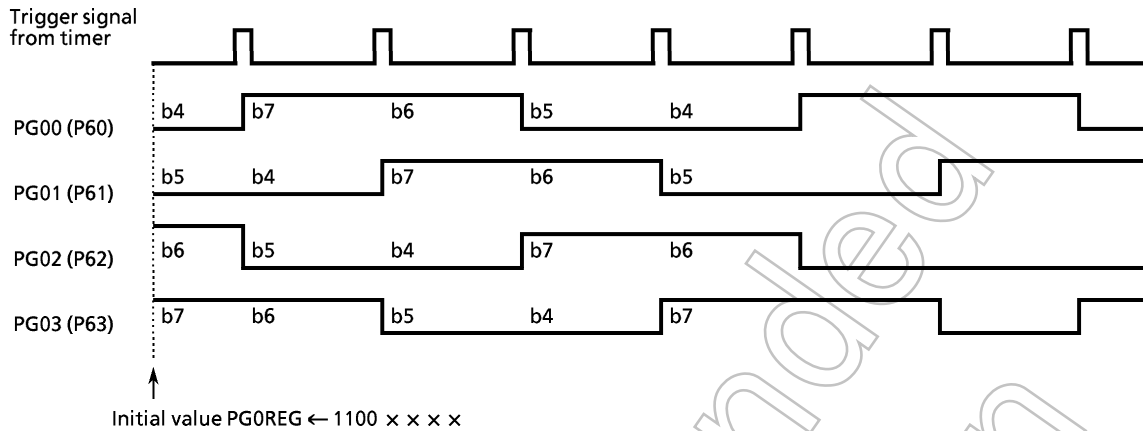 Trigger signal
from timer
PG00 (P60) b4 b7 b6 b5 b4
PG01 (P61) b5 b4 b7 b6 b5
PG02 (P62) b6 b5 b4 b7 b6
PG03 (P63) b7 b6 b5 b4 b7
Initial value PG0REG ← 1100 × × × ×
nded